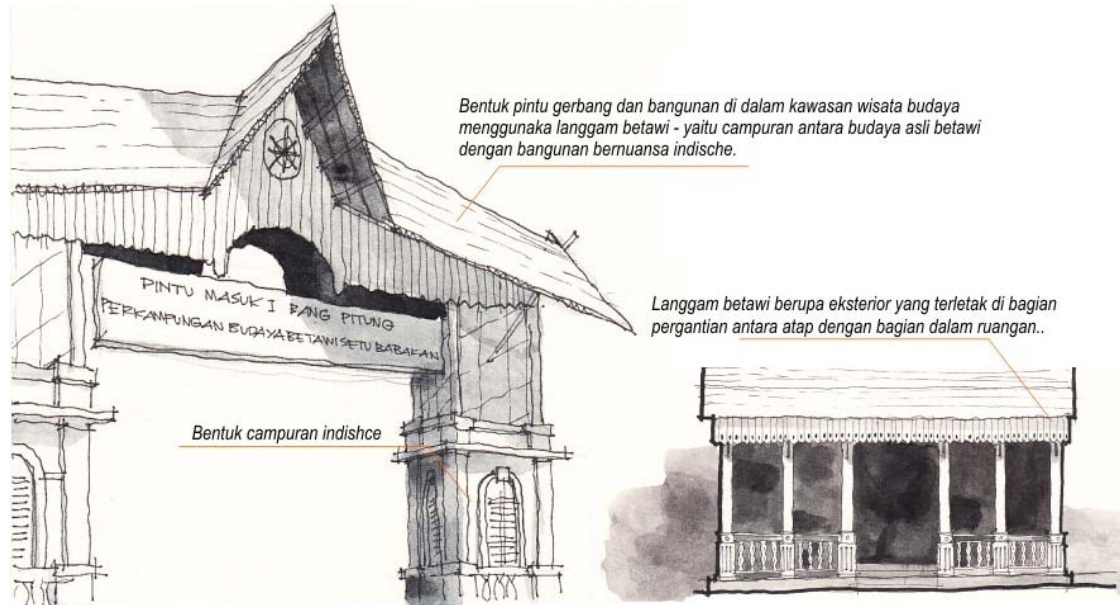 Bentuk pintu gerbang dan bangunan di dalam kawasan wisata budaya
menggunaka langgam betawi - yaitu campuran antara budaya asli betawi
dengan bangunan bernuansa indische.
PINTU MASUK I BANG PITUNG
PERKAMPUNGAN BUDAYA BETAWI SETU BABAKAN
Langgam betawi berupa eksterior yang terletak di bagian
pergantian antara atap dengan bagian dalam ruangan..
Bentuk campuran indishce